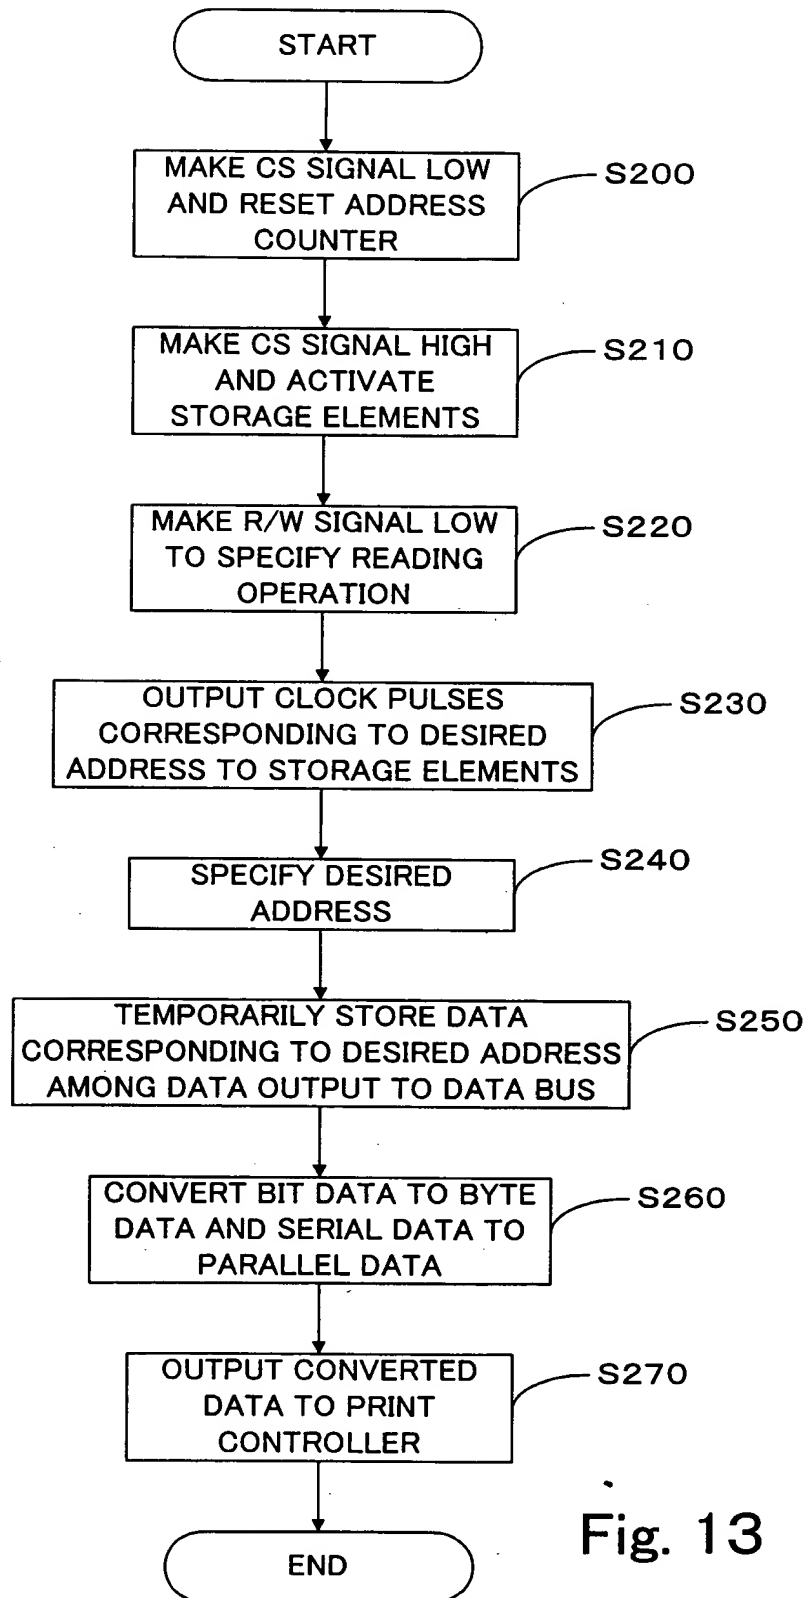 START
MAKE CS SIGNAL LOW
AND RESET ADDRESS
COUNTER
S200
MAKE CS SIGNAL HIGH
AND ACTIVATE
STORAGE ELEMENTS
S210
MAKE R/W SIGNAL LOW
TO SPECIFY READING
OPERATION
S220
OUTPUT CLOCK PULSES
CORRESPONDING TO DESIRED
ADDRESS TO STORAGE ELEMENTS
S230
SPECIFY DESIRED
ADDRESS
S240
TEMPORARILY STORE DATA
CORRESPONDING TO DESIRED ADDRESS
AMONG DATA OUTPUT TO DATA BUS
S250
CONVERT BIT DATA TO BYTE
DATA AND SERIAL DATA TO
PARALLEL DATA
S260
OUTPUT CONVERTED
DATA TO PRINT
CONTROLLER
S270
END
Fig. 13